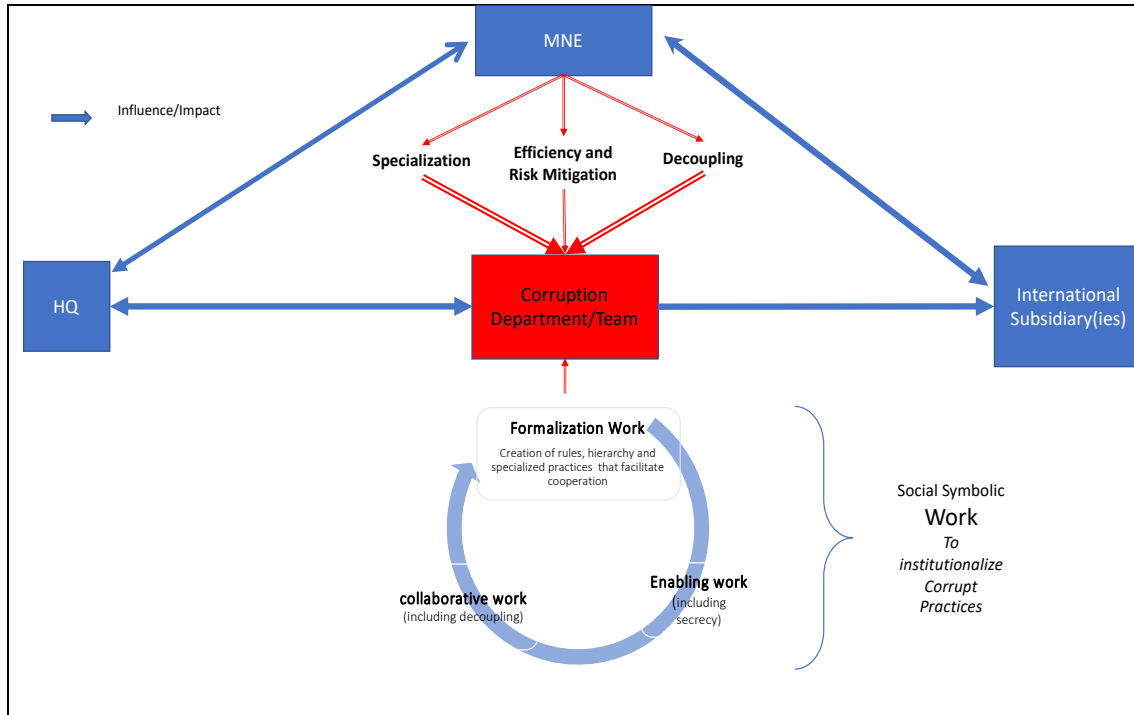 MNE
Influence/Impact
Specialization
Efficiency and
Risk Mitigation
Decoupling
HQ
Corruption
Department/Team
International
Subsidiary(ies)
Formalization Work
Creation of rules, hierarchy and
specialized practices that facilitate
cooperation
collaborative work
(including decoupling)
Enabling work
(including
secrecy)
Social Symbolic
Work
To
institutionalize
Corrupt
Practices